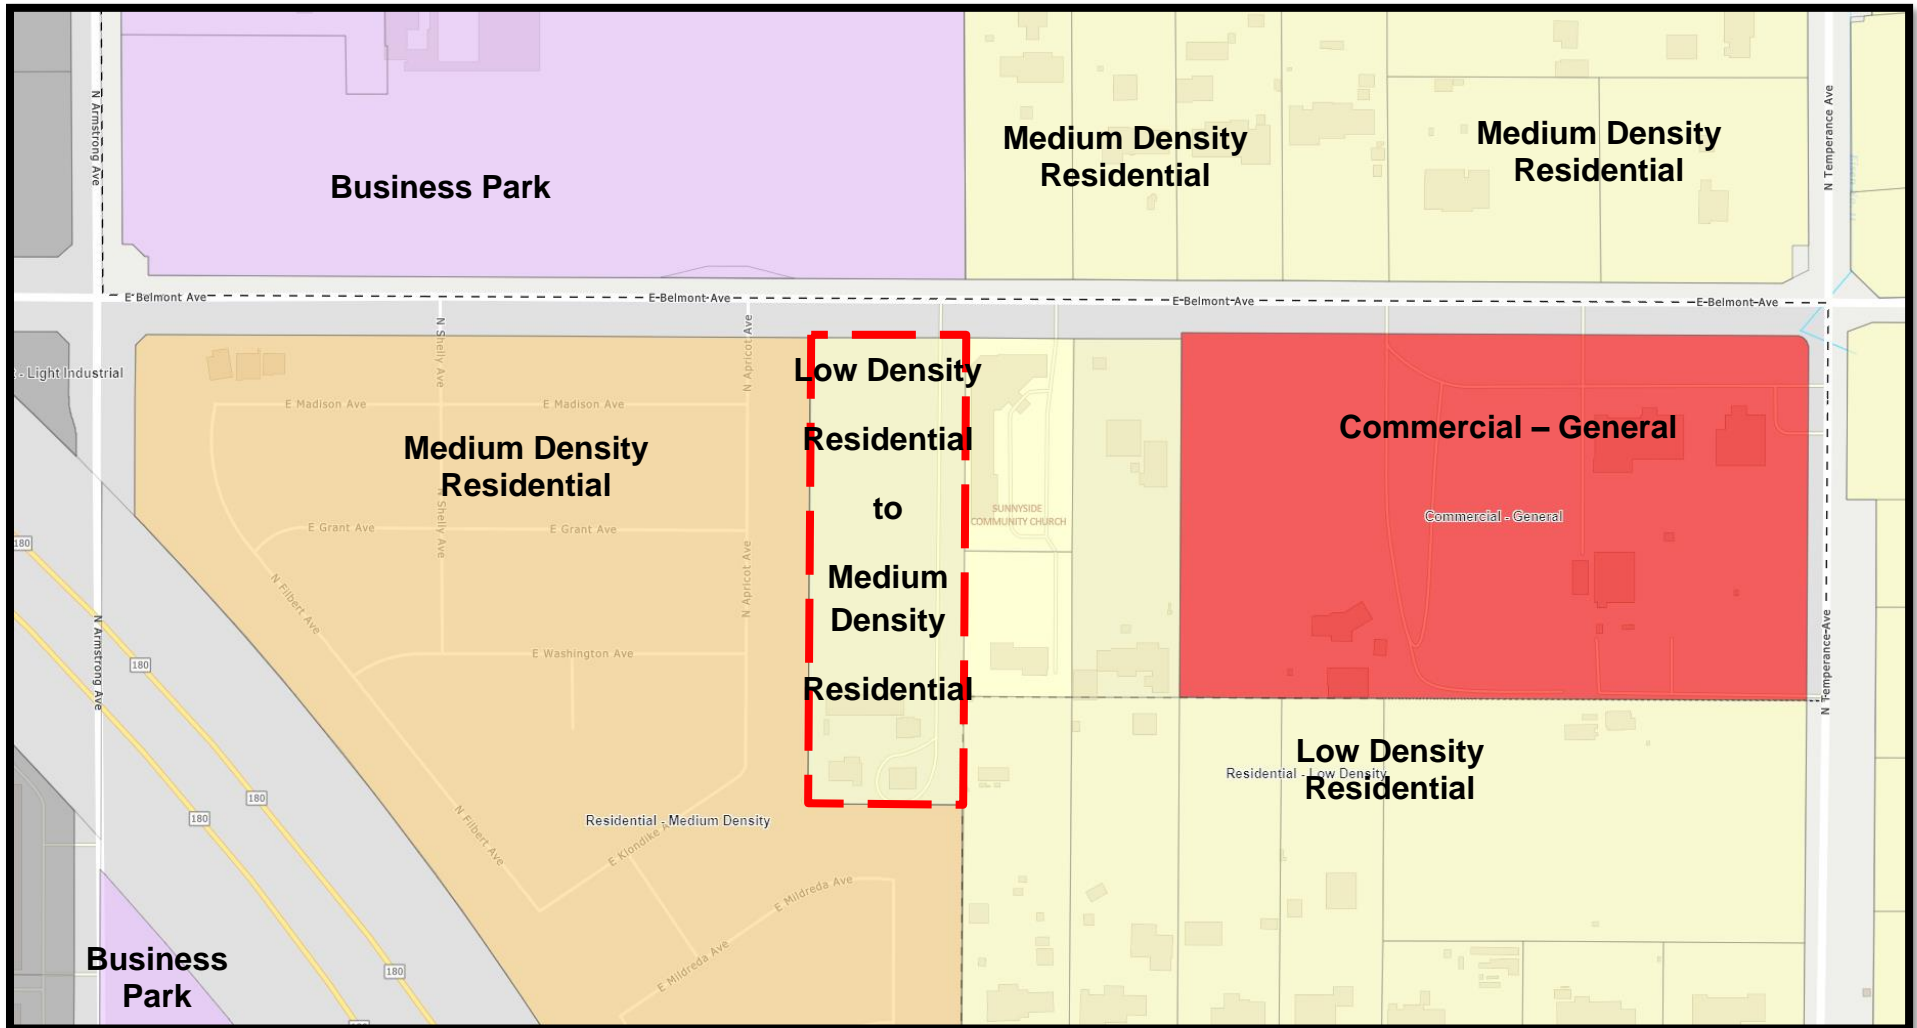 N Armstrong Ave
N Temperance Ave
Medium Density
Residential
Medium Density
Residential
Business Park
E Belmont Ave
E Belmont Ave
E Belmont Ave
E Belmont Ave
N Shelly Ave
N Apricot Ave
- Light Industrial
Low Density
Residential
to
Medium
Density
Residential
E Madison Ave
E Madison Ave
Commercial – General
Medium Density
Residential
N Shelly Ave
SUNNYSIDE
COMMUNITY CHURCH
Commercial - General
E Grant Ave
E Grant Ave
180
N Filbert Ave
N Apricot Ave
N Armstrong Ave
E Washington Ave
180
N Temperance Ave
Low Density
Residential
Residential - Low Density
180
180
N Filbert Ave
Residential - Medium Density
E Klondike A
E Mildreda Ave
E Mildreda Ave
Business
Park
180